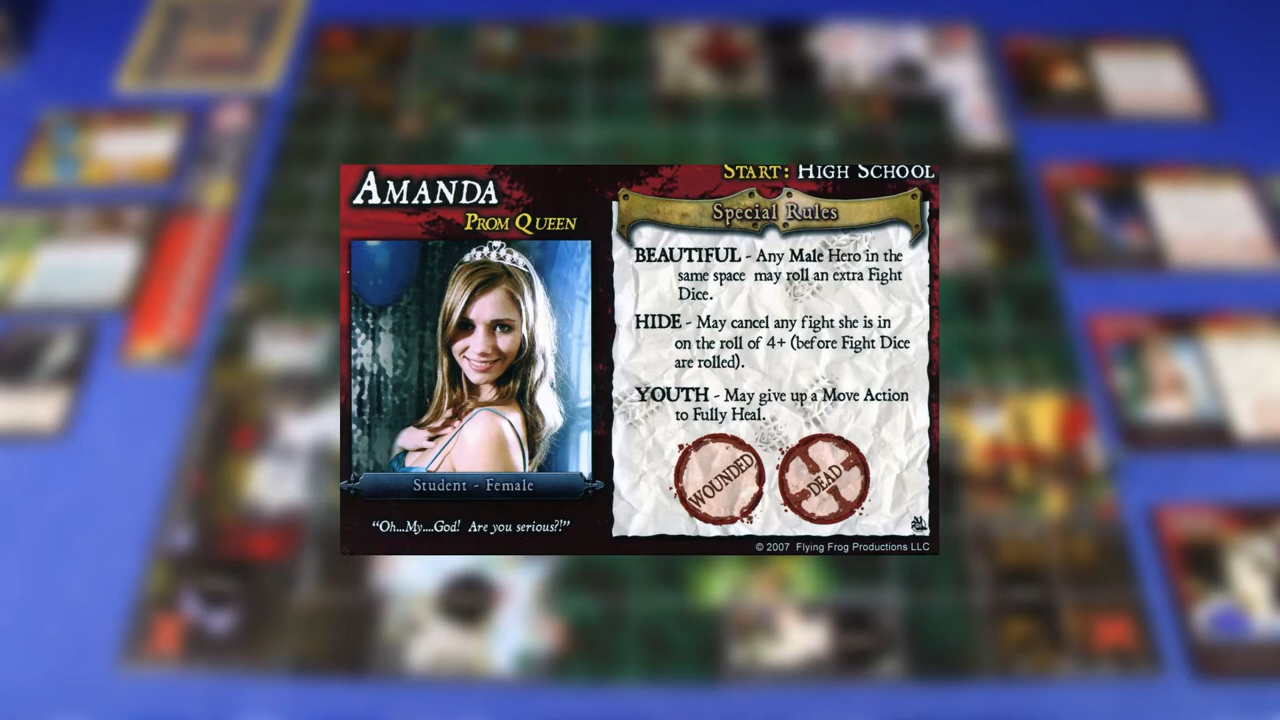 AMANDA
PROM QUEEN
Student - Female
"Oh...My....God! Are you serious?!"
START: HIGH SCHOOL
Special Rules
BEAUTIFUL - Any Male Hero in the
same space may roll an extra Fight
Dice.
HIDE - May cancel any fight she is in
on the roll of 4+ (before Fight Dice
are rolled).
YOUTH - May give up a Move Action
to Fully Heal.
WOUNDED
DEAD
© 2007 Flying Frog Productions LLC